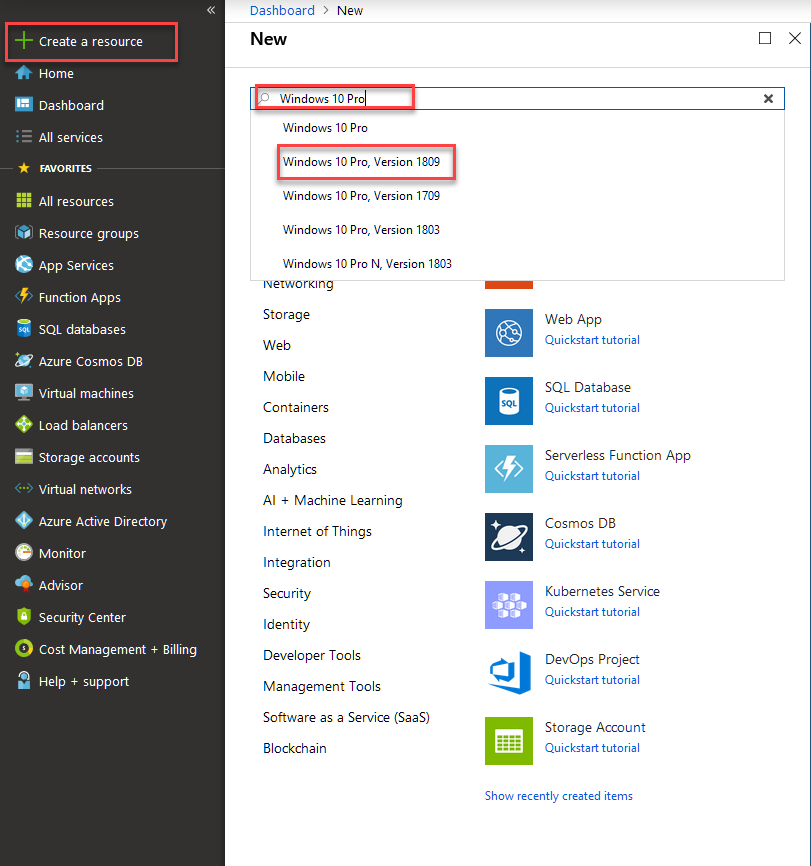 «
Create a resource
Home
Dashboard
All services
FAVORITES
All resources
Resource groups
App Services
Function Apps
SQL
SQL databases
Azure Cosmos DB
Virtual machines
Load balancers
Storage accounts
Virtual networks
Azure Active Directory
Monitor
Advisor
Security Center
Cost Management + Billing
Help + support
Dashboard > New
New
Windows 10 Pro
Windows 10 Pro
Windows 10 Pro, Version 1809
Windows 10 Pro, Version 1709
Windows 10 Pro, Version 1803
Windows 10 Pro N, Version 1803
Networking
Storage
Web
Mobile
Containers
Databases
Analytics
AI + Machine Learning
Internet of Things
Integration
Security
Identity
Developer Tools
Management Tools
Software as a Service (SaaS)
Blockchain
Web App
Quickstart tutorial
SQL
SQL Database
Quickstart tutorial
Serverless Function App
Quickstart tutorial
Cosmos DB
Quickstart tutorial
Kubernetes Service
Quickstart tutorial
DevOps Project
Quickstart tutorial
Storage Account
Quickstart tutorial
Show recently created items